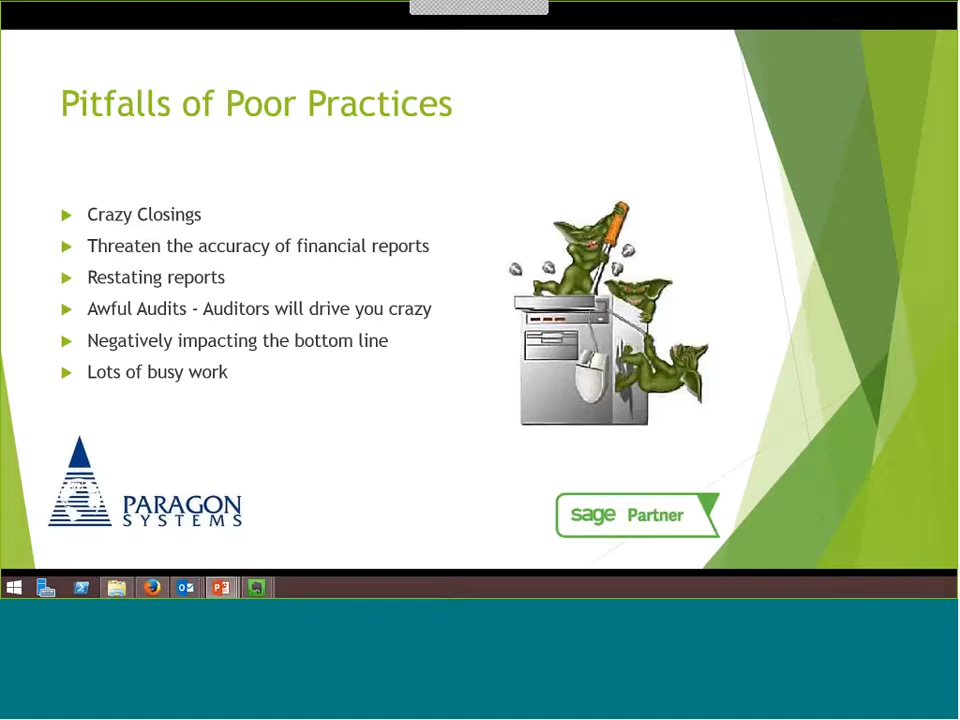 Pitfalls of Poor Practices
Crazy Closings
Threaten the accuracy of financial reports
Restating reports
Awful Audits - Auditors will drive you crazy
Negatively impacting the bottom line
Lots of busy work
PARAGON
SYSTEMS
sage Partner